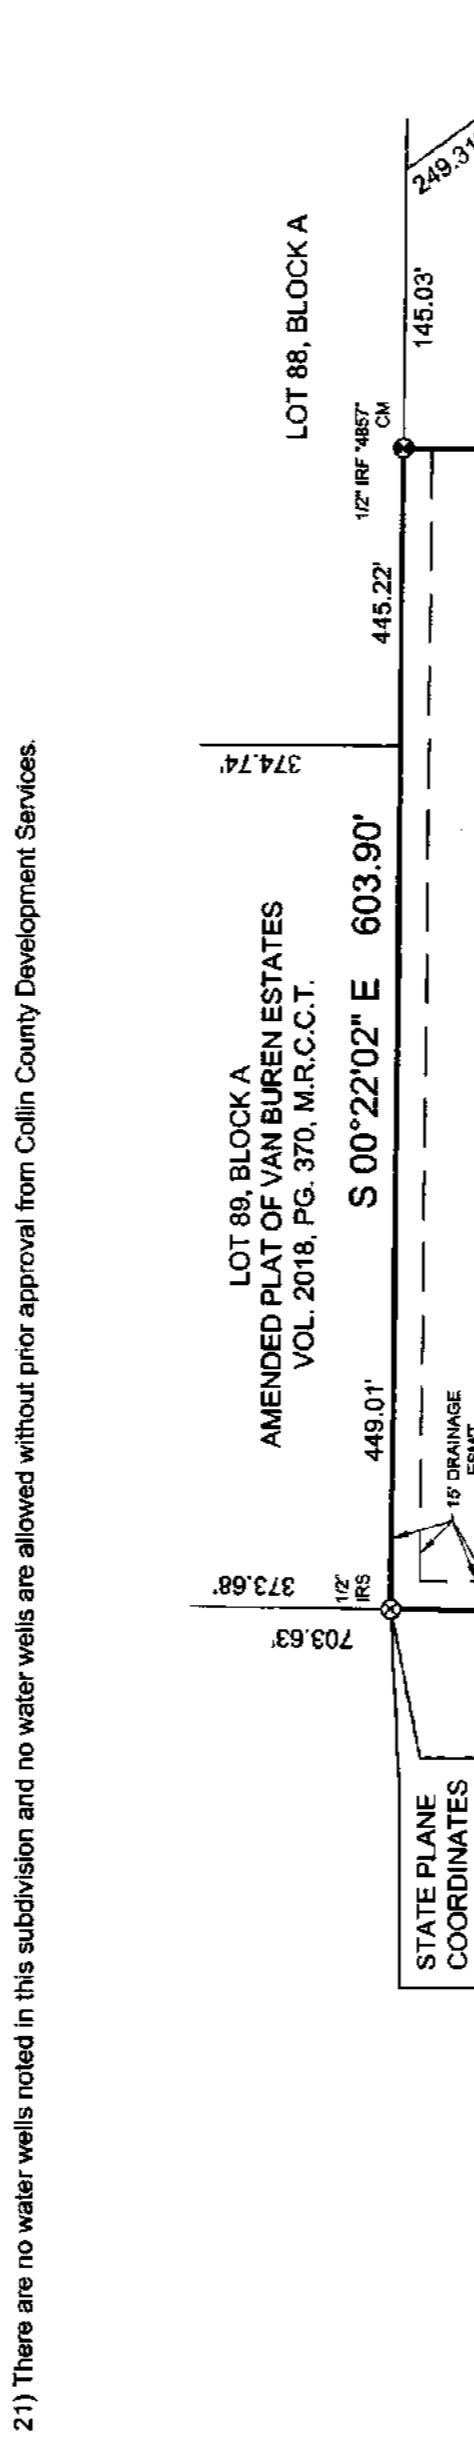 21) There are no water wells noted in this subdivision and no water wells are allowed without prior approval from Collin County Development Services.
LOT 88, BLOCK A
249.31
145.03'
1/2" IRF "4857"
CM
445.22'
374.74'
LOT 89, BLOCK A
AMENDED PLAT OF VAN BUREN ESTATES
VOL. 2018, PG. 370, M.R.C.C.T.
S 00°22'02" E 603.90'
449.01'
373.68'
703.63'
1/2"
IRS
15' DRAINAGE
ESMT
STATE PLANE
COORDINATES